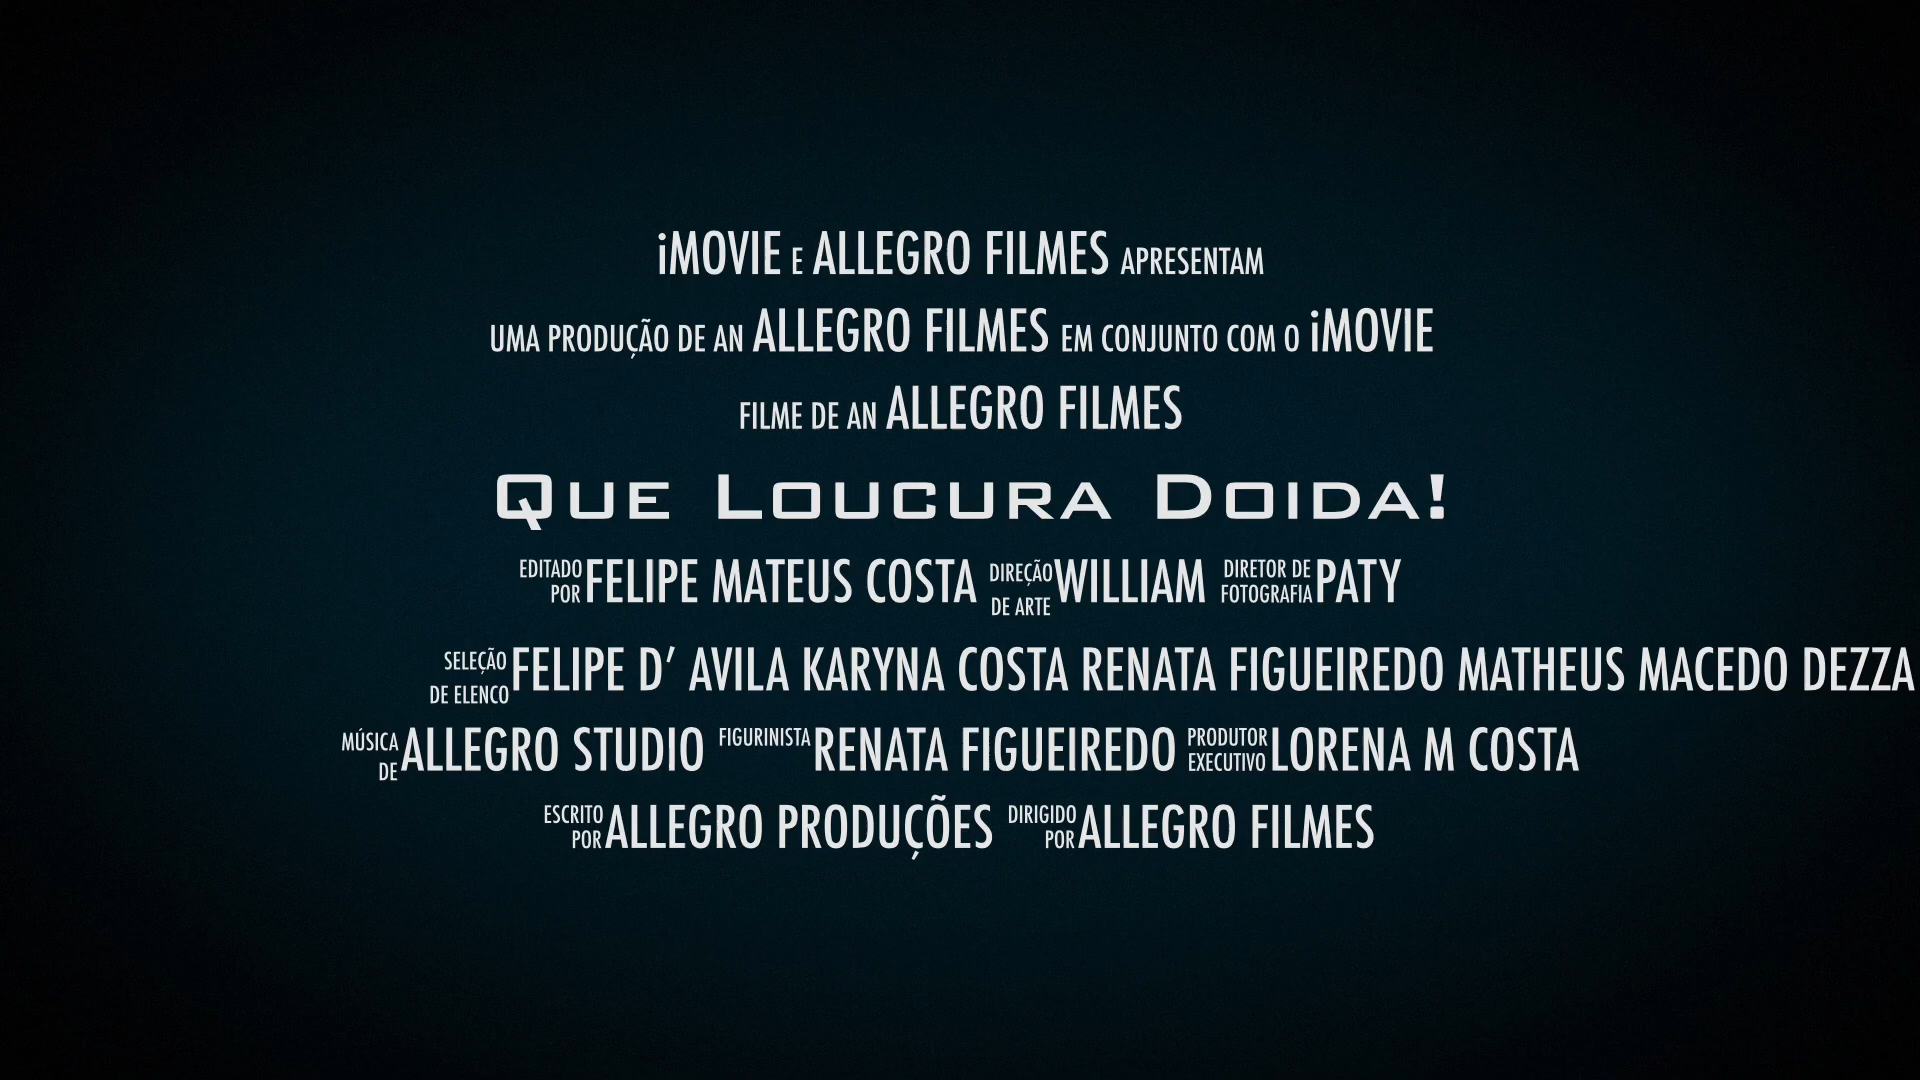 iMOVIE E ALLEGRO FILMES APRESENTAM
UMA PRODUÇÃO DE AN ALLEGRO FILMES EM CONJUNTO COM O iMOVIE
FILME DE AN ALLEGRO FILMES
QUE LOUCURA DOIDA!
EDITADO POR FELIPE MATEUS COSTA DIREÇÃO DE ARTE WILLIAM DIRETOR DE FOTOGRAFIA PATY
SELEÇÃO DE ELENCO FELIPE D’ AVILA KARYNA COSTA RENATA FIGUEIREDO MATHEUS MACEDO DEZZA
MÚSICA DE ALLEGRO STUDIO FIGURINISTA RENATA FIGUEIREDO PRODUTOR EXECUTIVO LORENA M COSTA
ESCRITO POR ALLEGRO PRODUÇÕES DIRIGIDO POR ALLEGRO FILMES